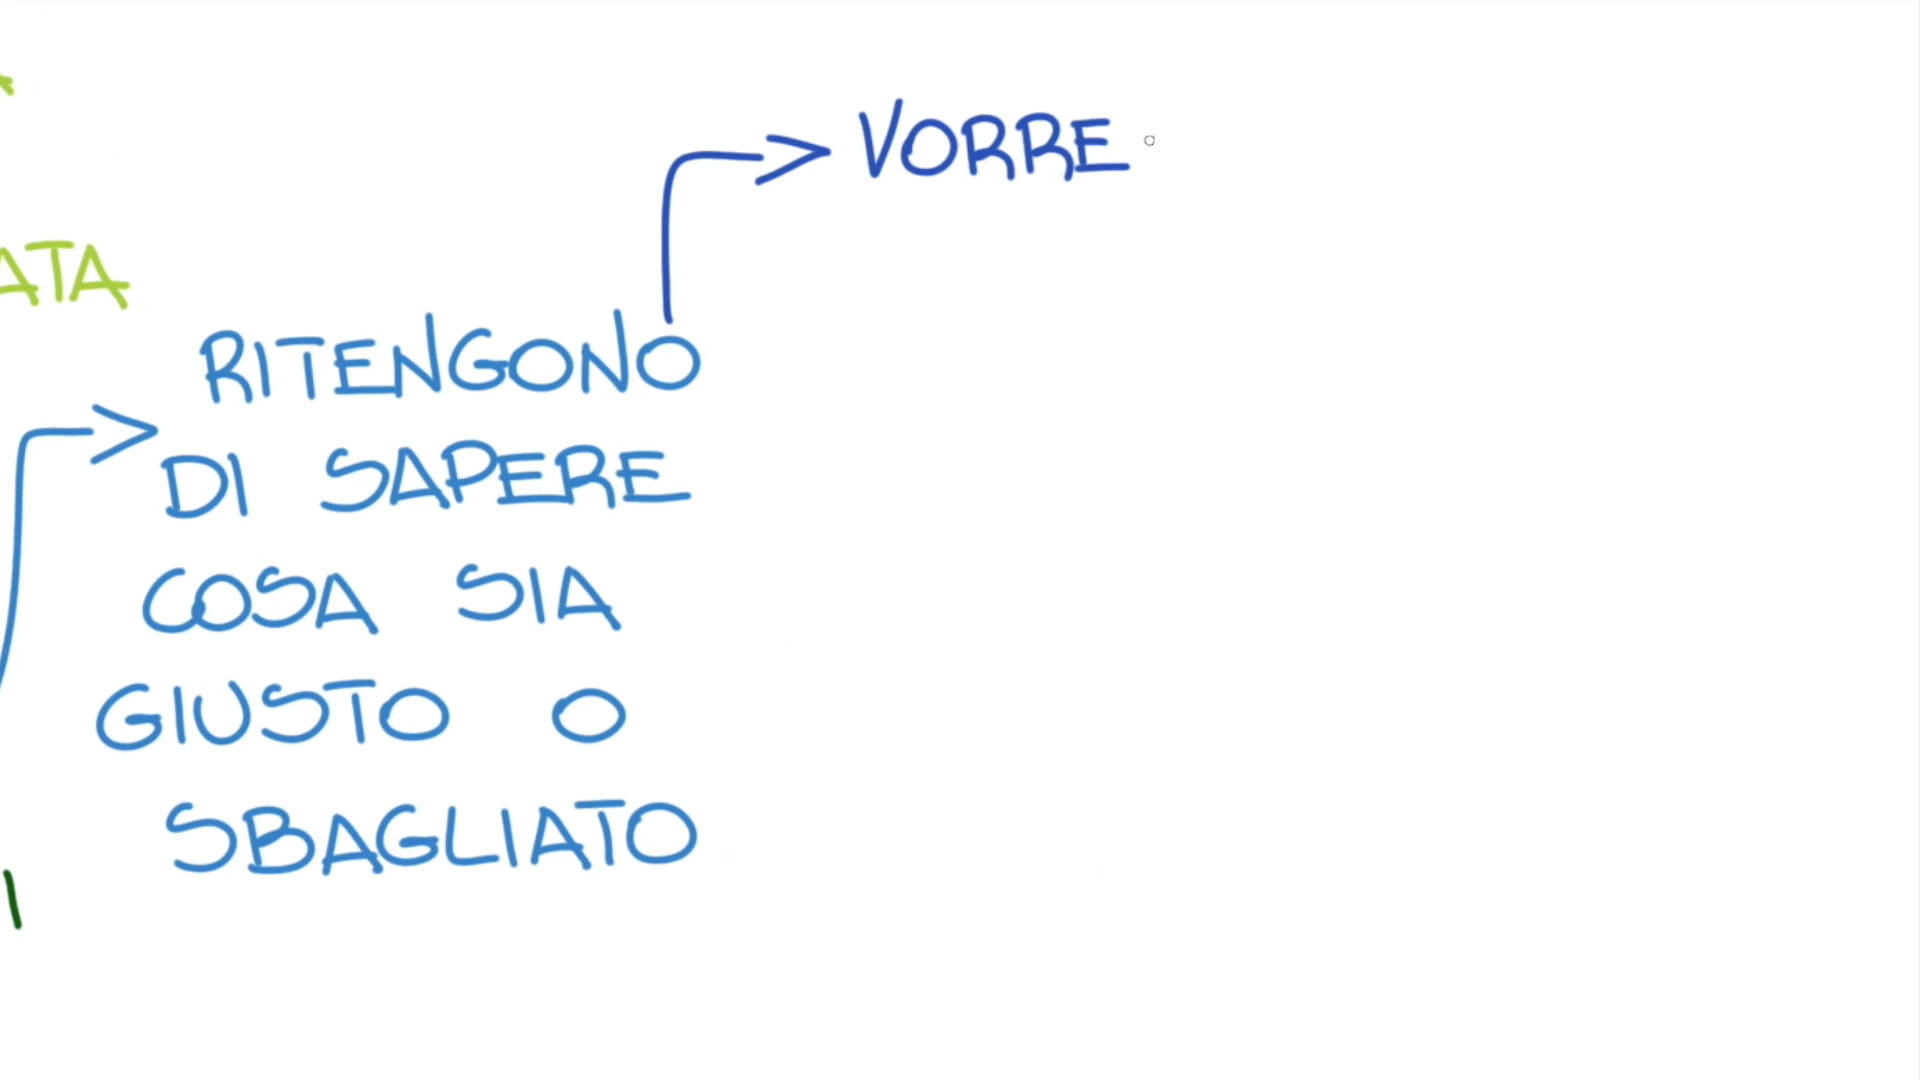 VORRE
ATA
RITENGONO
DI SAPERE
COSA SIA
GIUSTO O
SBAGLIATO